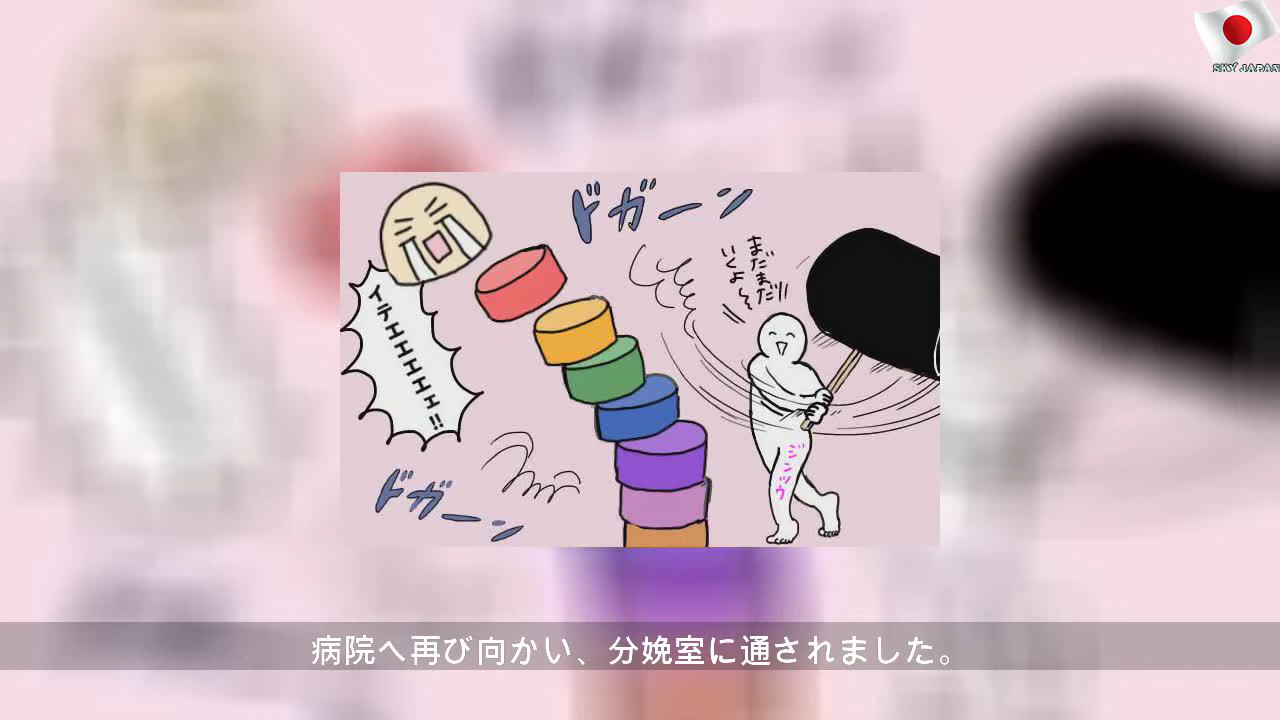 SKY JAPAN
ドガーン
まだまだ!!
いくよ〜〜
イテエエエエエエ!!
ジンツウ
ドガーン
病院へ再び向かい、分娩室に通されました。